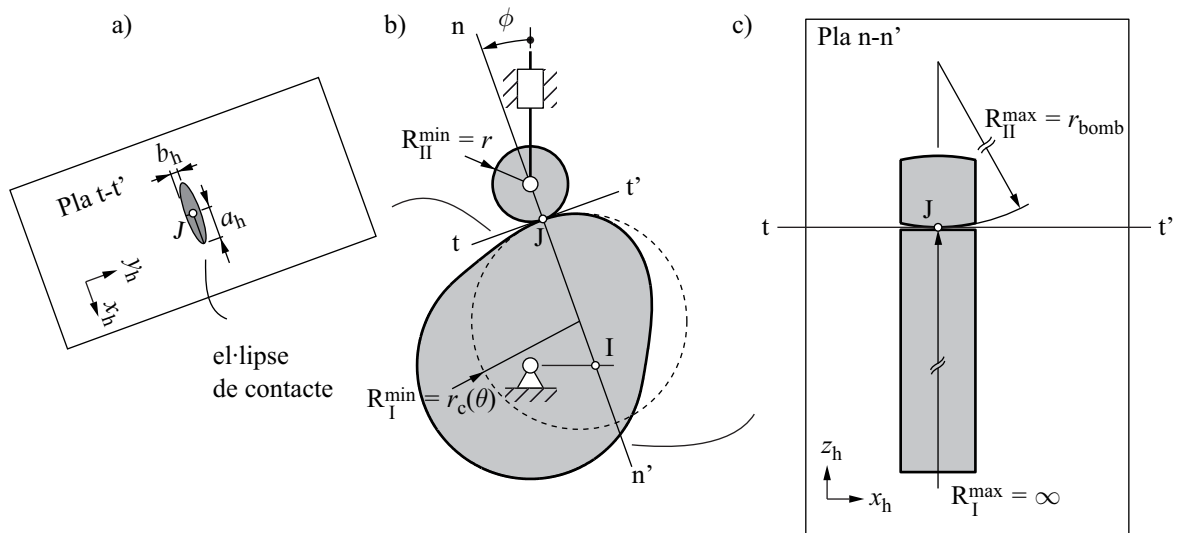 a)
Pla t-t’
b_h
a_h
J
y_h
x_h
el·lipse
de contacte
b)
n
ϕ
R_II^min = r
t’
t
J
I
R_I^min = r_c(θ)
n’
c)
Pla n-n’
R_II^max = r_bomb
J
t
t’
z_h
x_h
R_I^max = ∞